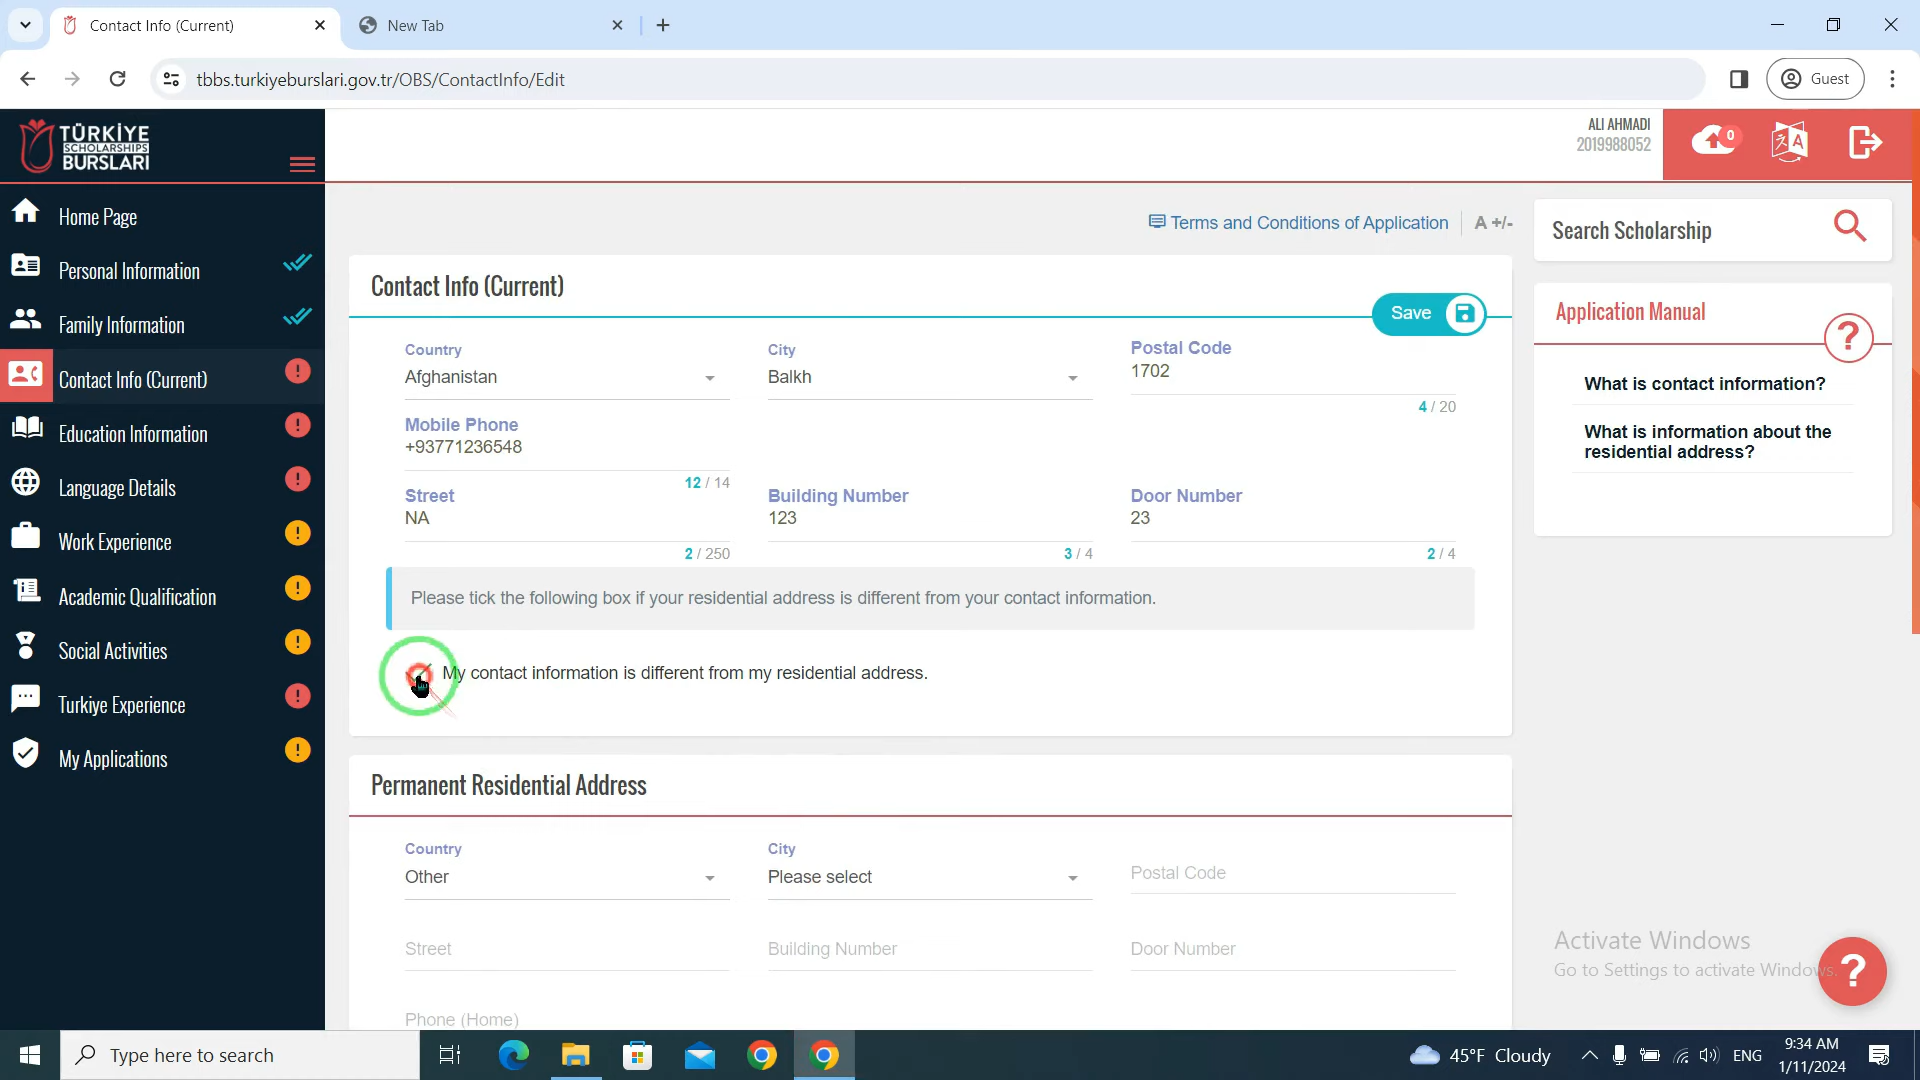 Contact Info (Current)
New Tab
tbbs.turkiyeburslari.gov.tr/OBS/ContactInfo/Edit
Guest
TÜRKİYE
SCHOLARSHIPS
BURSLARI
ALI AHMADI
2019988052
0
Home Page
Personal Information
Family Information
Contact Info (Current)
Education Information
Language Details
Work Experience
Academic Qualification
Social Activities
Turkiye Experience
My Applications
Terms and Conditions of Application
A +/-
Contact Info (Current)
Save
Country
Afghanistan
City
Balkh
Postal Code
1702
4 / 20
Mobile Phone
+93771236548
12 / 14
Street
NA
2 / 250
Building Number
123
3 / 4
Door Number
23
2 / 4
Please tick the following box if your residential address is different from your contact information.
My contact information is different from my residential address.
Permanent Residential Address
Country
Other
City
Please select
Postal Code
Street
Building Number
Door Number
Phone (Home)
Search Scholarship
Application Manual
?
What is contact information?
What is information about the
residential address?
Activate Windows
Go to Settings to activate Windows.
?
Type here to search
45°F Cloudy
ENG
9:34 AM
1/11/2024